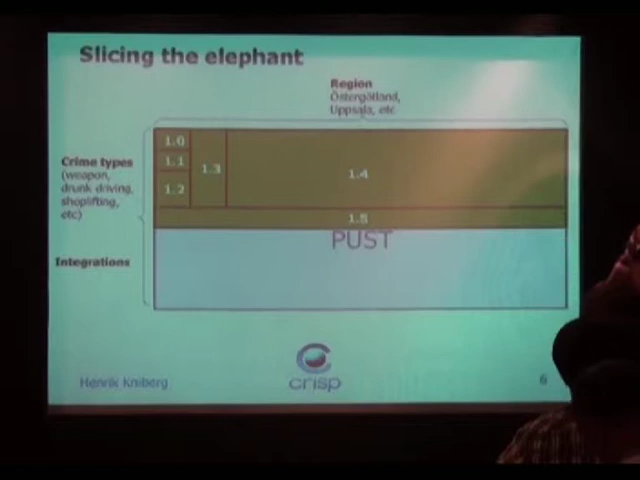 Slicing the elephant
Region
Östergötland,
Uppsala, etc
Crime types
(weapon,
drunk driving,
shoplifting,
etc)
1.0
1.1
1.2
1.3
1.4
1.5
PUST
Integrations
Henrik Kniberg
crisp
6